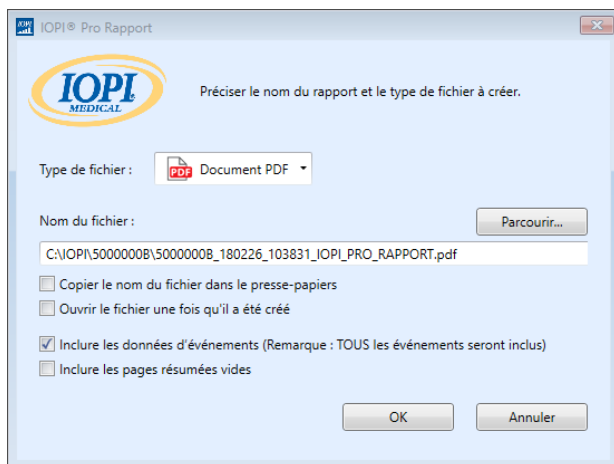 IOPI® Pro Rapport
IOPI
MEDICAL
Préciser le nom du rapport et le type de fichier à créer.
Type de fichier :
PDF
Document PDF
Nom du fichier :
Parcourir...
C:\IOPI\5000000B\5000000B_180226_103831_IOPI_PRO_RAPPORT.pdf
Copier le nom du fichier dans le presse-papiers
Ouvrir le fichier une fois qu'il a été créé
Inclure les données d'événements (Remarque : TOUS les événements seront inclus)
Inclure les pages résumées vides
OK
Annuler